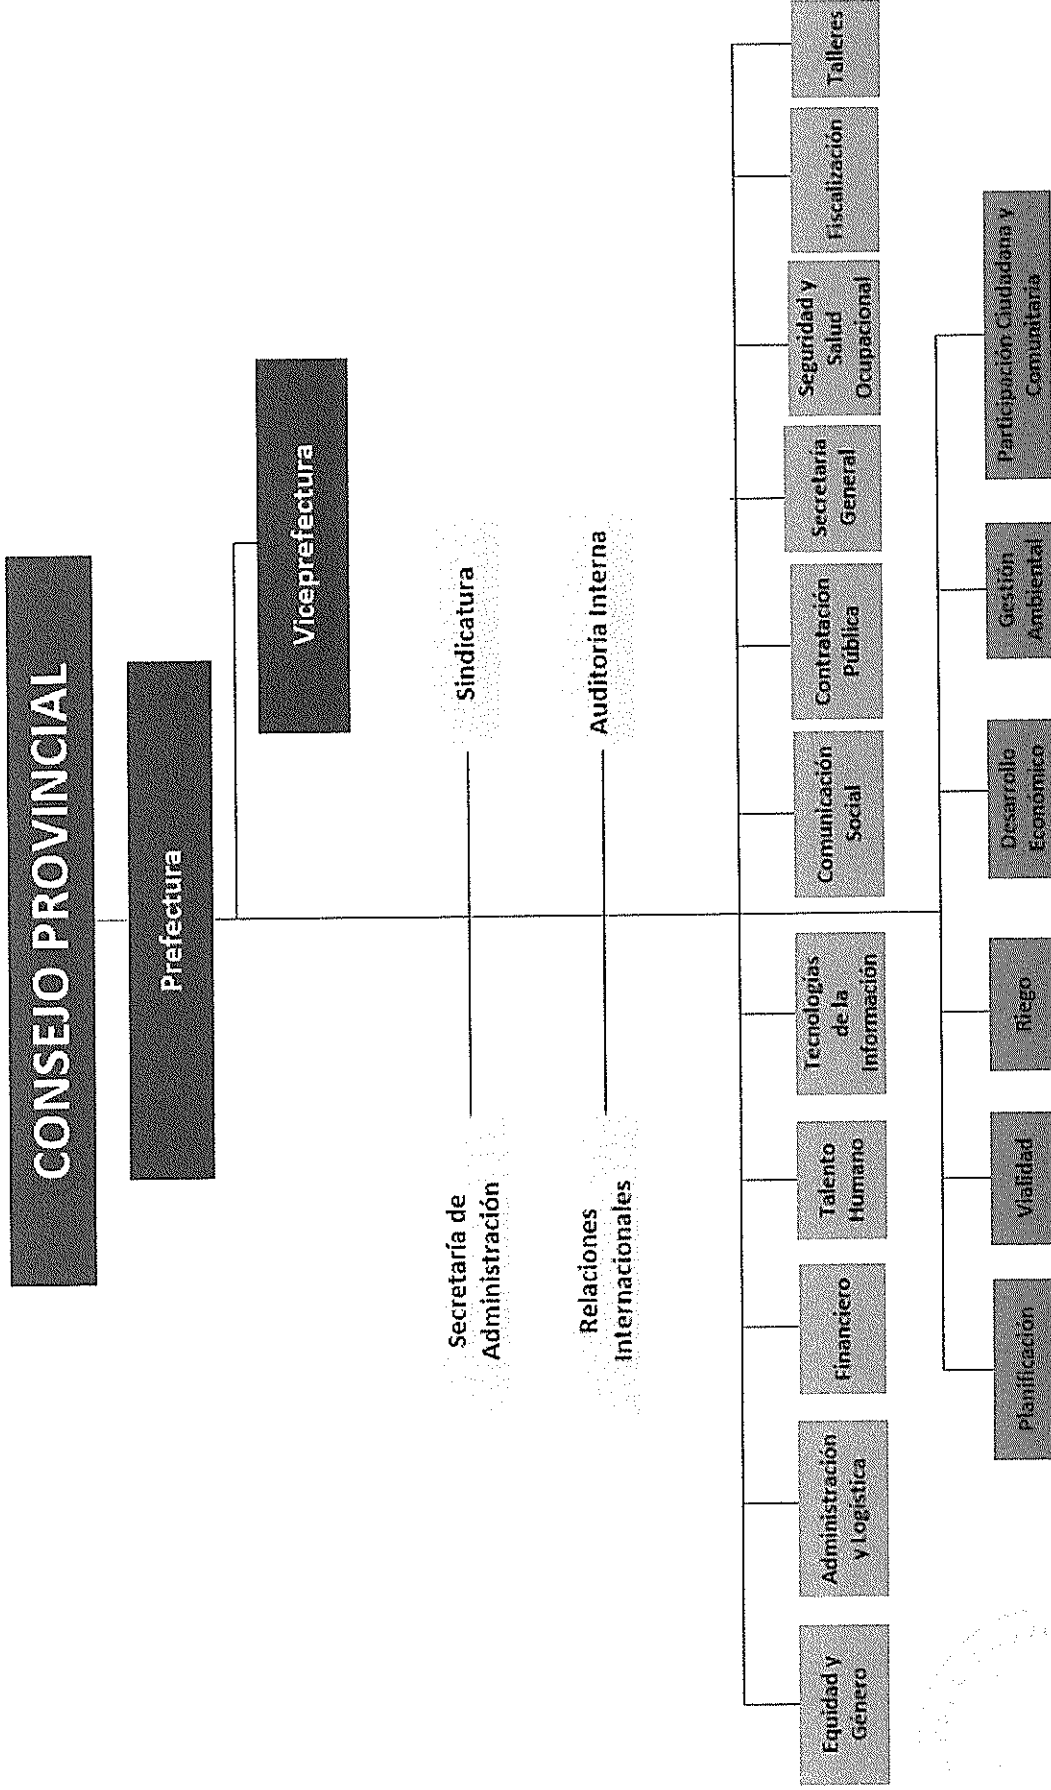 CONSEJO PROVINCIAL
Prefectura
Viceprefectura
Secretaría de
Administración
Sindicatura
Relaciones
Internacionales
Auditoría Interna
Equidad y
Género
Administración
y Logística
Financiero
Talento
Humano
Tecnologías
de la
Información
Comunicación
Social
Contratación
Pública
Secretaría
General
Seguridad y
Salud
Ocupacional
Fiscalización
Talleres
Planificación
Vialidad
Riego
Desarrollo
Económico
Gestion
Ambiental
Participación Ciudadana y
Comunitaria